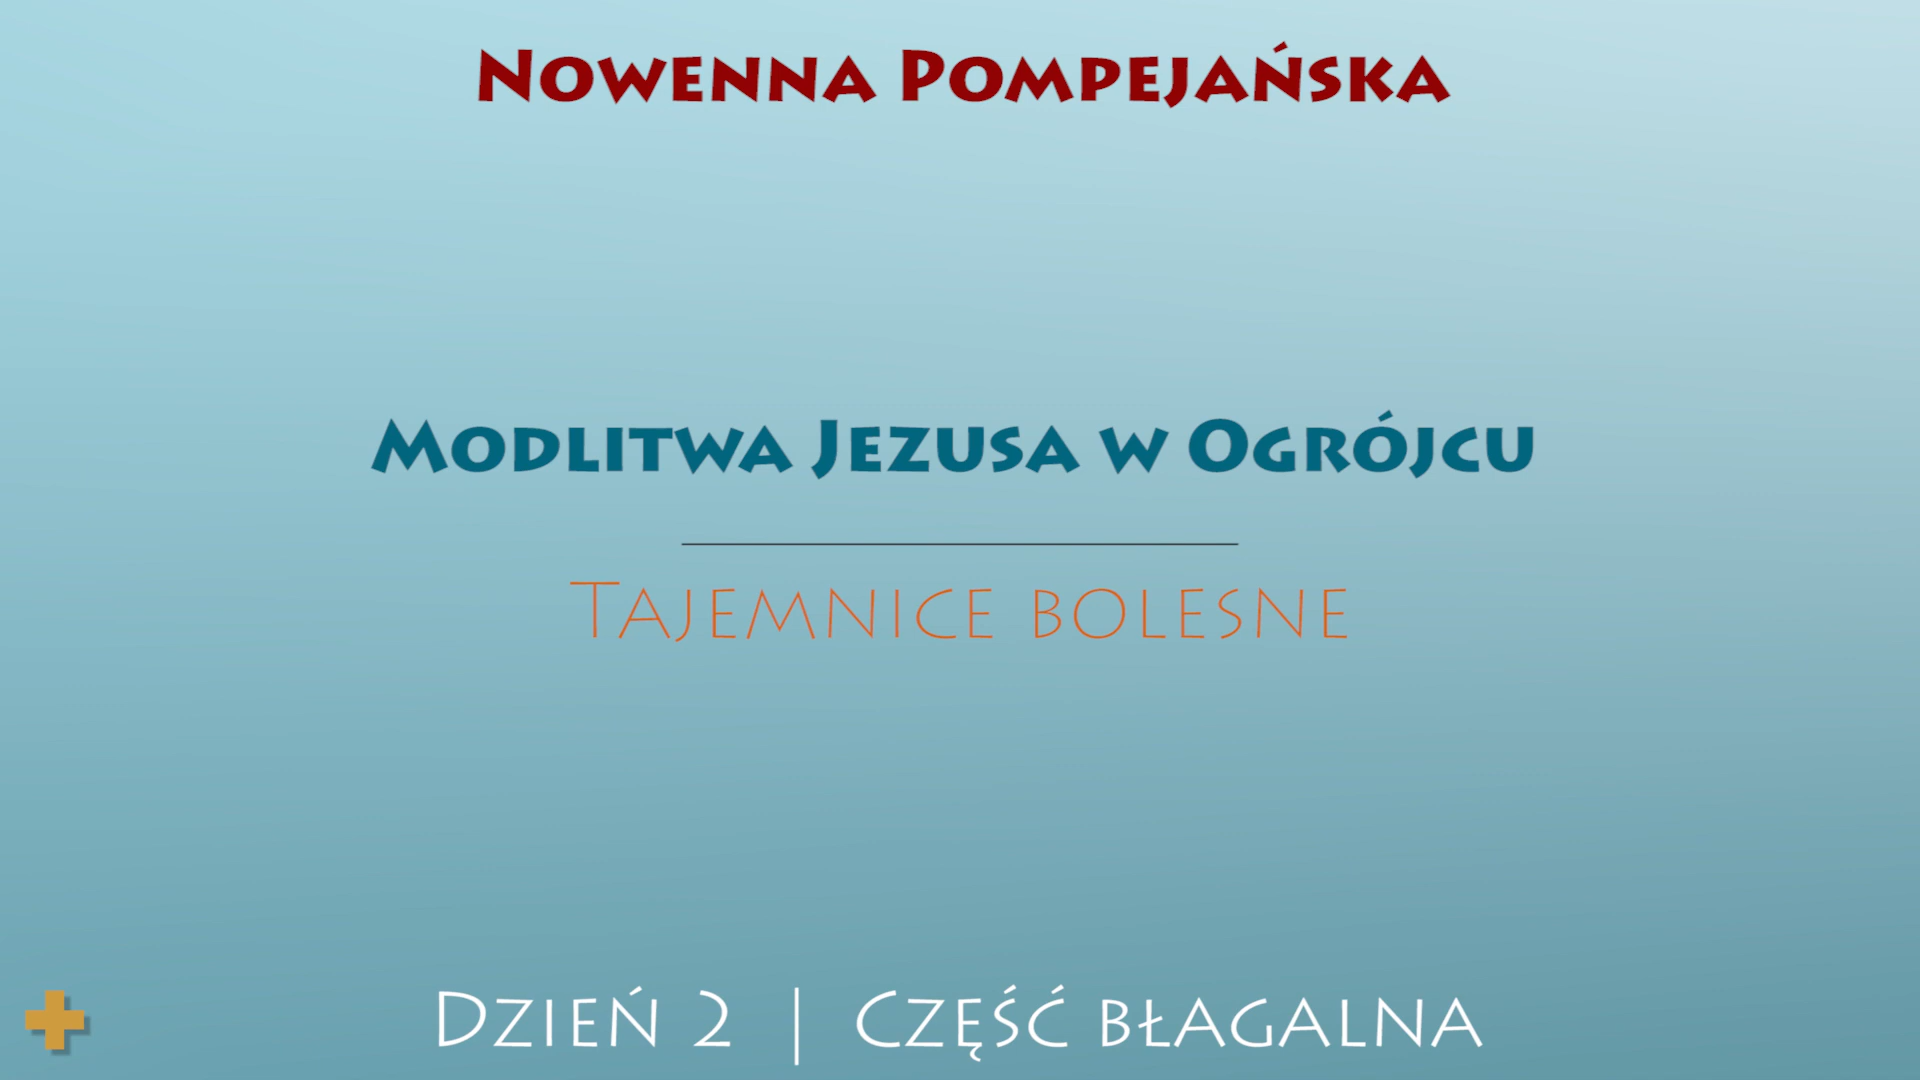 Nowenna Pompejańska
Modlitwa Jezusa w Ogrójcu
Tajemnice bolesne
Dzień 2 | Część błagalna